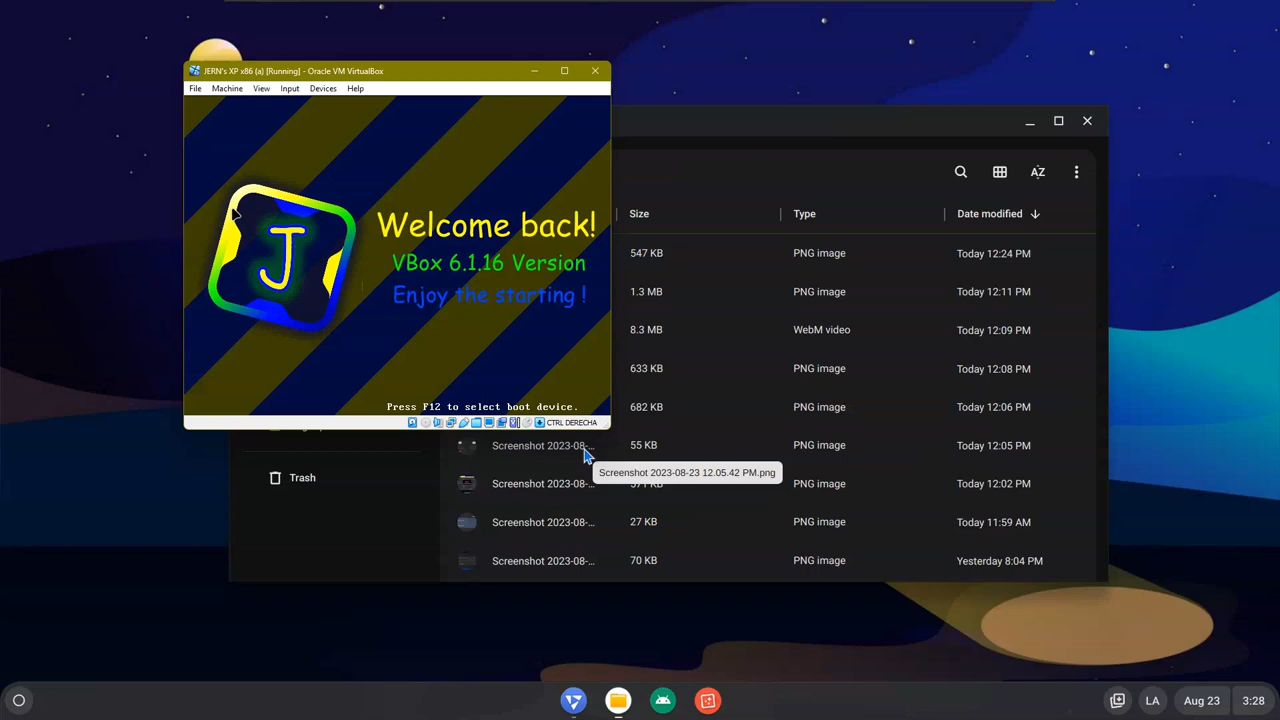 JERN's XP x86 (a) [Running] - Oracle VM VirtualBox
File Machine View Input Devices Help
J
Welcome back!
VBox 6.1.16 Version
Enjoy the starting !
Press F12 to select boot device.
CTRL DERECHA
AZ
Size Type Date modified
547 KB PNG image Today 12:24 PM
1.3 MB PNG image Today 12:11 PM
8.3 MB WebM video Today 12:09 PM
633 KB PNG image Today 12:08 PM
682 KB PNG image Today 12:06 PM
Screenshot 2023-08-... 55 KB PNG image Today 12:05 PM
Screenshot 2023-08-23 12.05.42 PM.png
Screenshot 2023-08-... KB PNG image Today 12:02 PM
Screenshot 2023-08-... 27 KB PNG image Today 11:59 AM
Screenshot 2023-08-... 70 KB PNG image Yesterday 8:04 PM
Trash
LA Aug 23 3:28